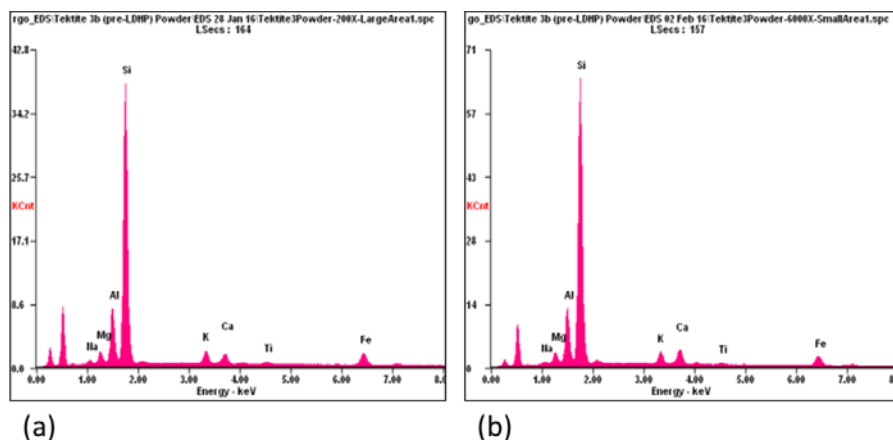 rgo_EDS\Tektite 3b (pre-LDHP) Powder\EDS 28 Jan 16\Tektite3Powder-200X-LargeArea1.spc
LSecs : 164
42.8
Si
34.2
25.7
KCnt
17.1
8.6
Al
Mg
Na
K
Ca
Ti
Fe
0.0
0.00 1.00 2.00 3.00 4.00 5.00 6.00 7.00 8.0
Energy - keV
(a)
go_EDS\Tektite 3b (pre-LDHP) Powder\EDS 02 Feb 16\Tektite3Powder-6000X-SmallArea1.spc
LSecs : 157
71
Si
57
43
KCnt
28
14
Al
Mg
Na
K
Ca
Ti
Fe
0
0.00 1.00 2.00 3.00 4.00 5.00 6.00 7.00 8
Energy - keV
(b)